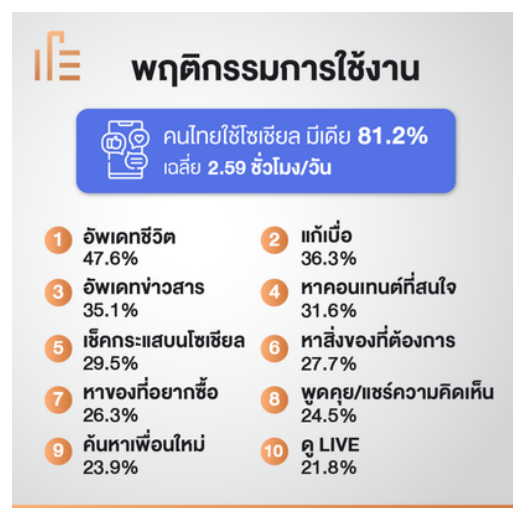 พฤติกรรมการใช้งาน
คนไทยใช้โซเชียล มีเดีย 81.2%
เฉลี่ย 2.59 ชั่วโมง/วัน
1 อัพเดทชีวิต
47.6%
2 แก้เบื่อ
36.3%
3 อัพเดทข่าวสาร
35.1%
4 หาคอนเทนต์ที่สนใจ
31.6%
5 เช็คกระแสบนโซเชียล
29.5%
6 หาสิ่งของที่ต้องการ
27.7%
7 หาของที่อยากซื้อ
26.3%
8 พูดคุย/แชร์ความคิดเห็น
24.5%
9 ค้นหาเพื่อนใหม่
23.9%
10 ดู LIVE
21.8%